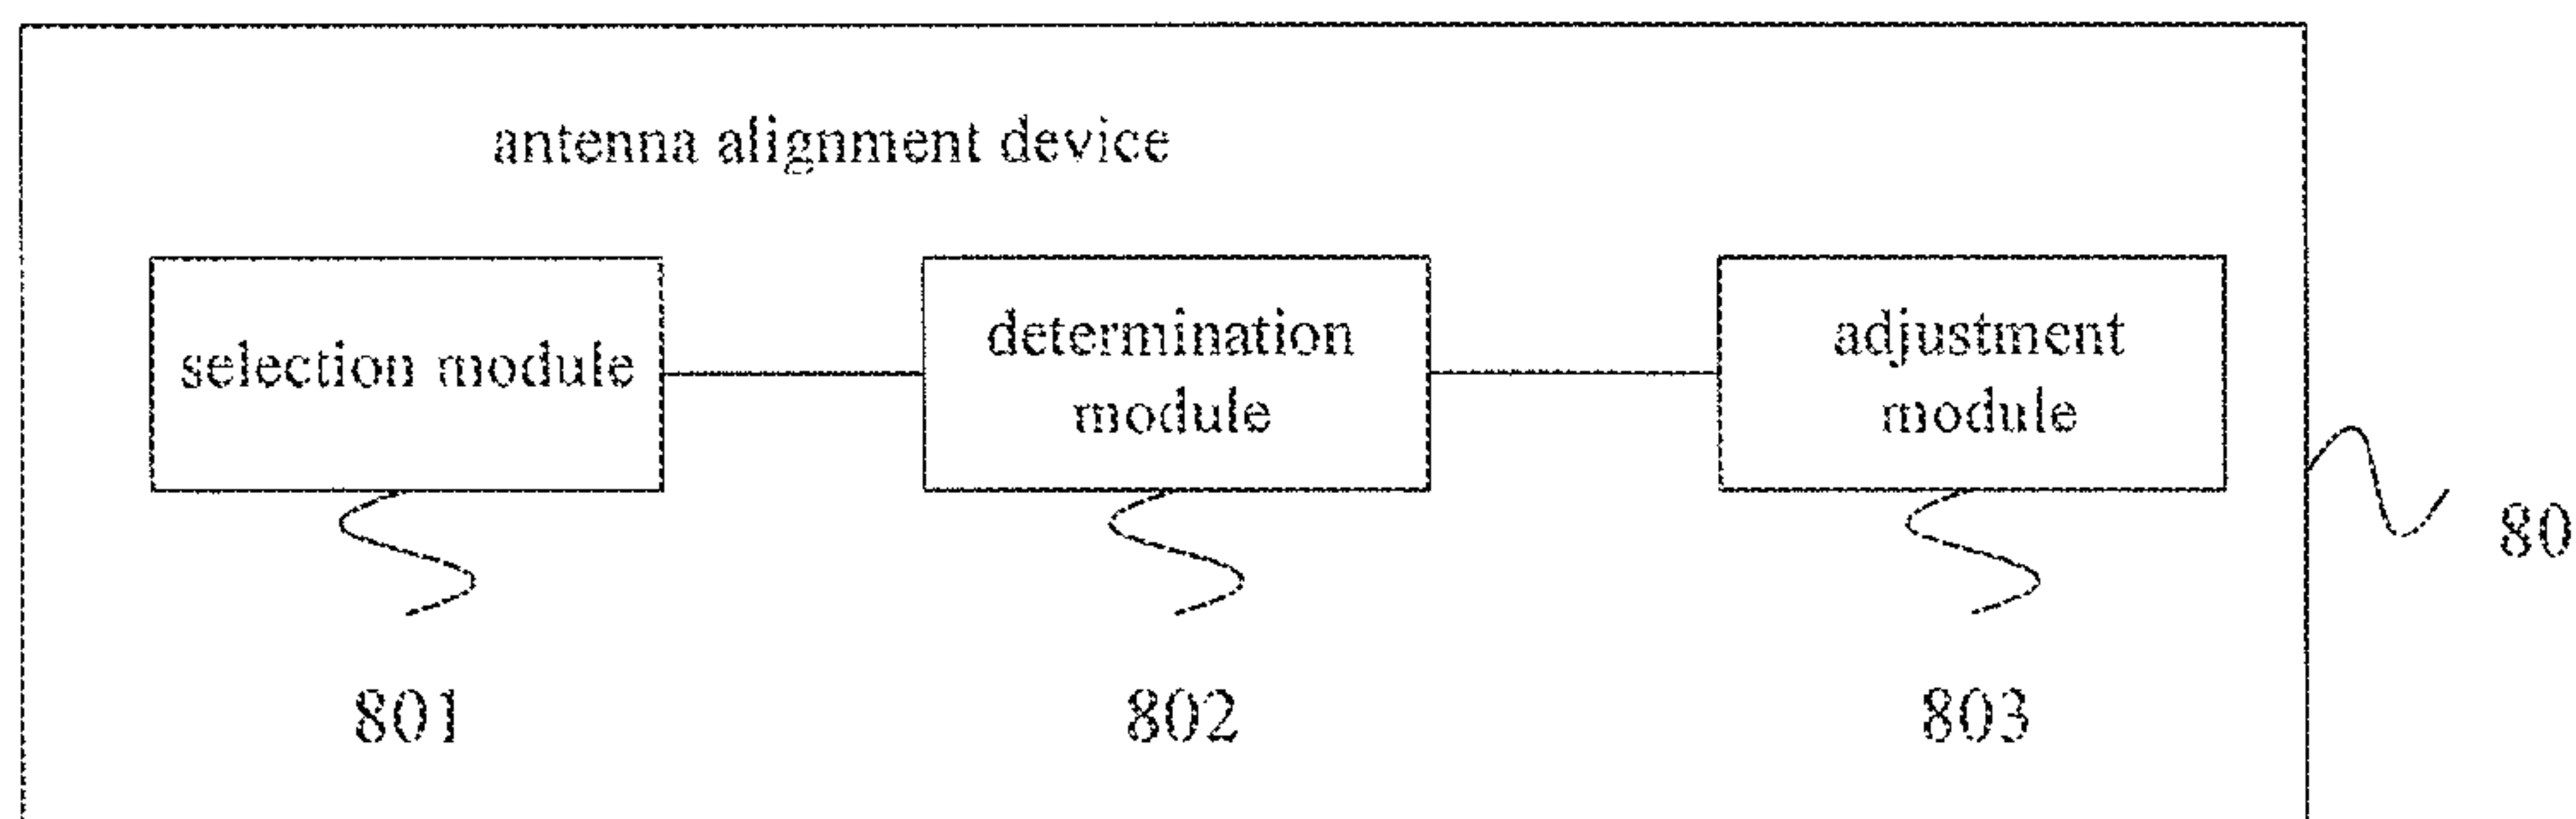 antenna alignment device
selection module
determination
module
adjustment
module
80
801
802
803